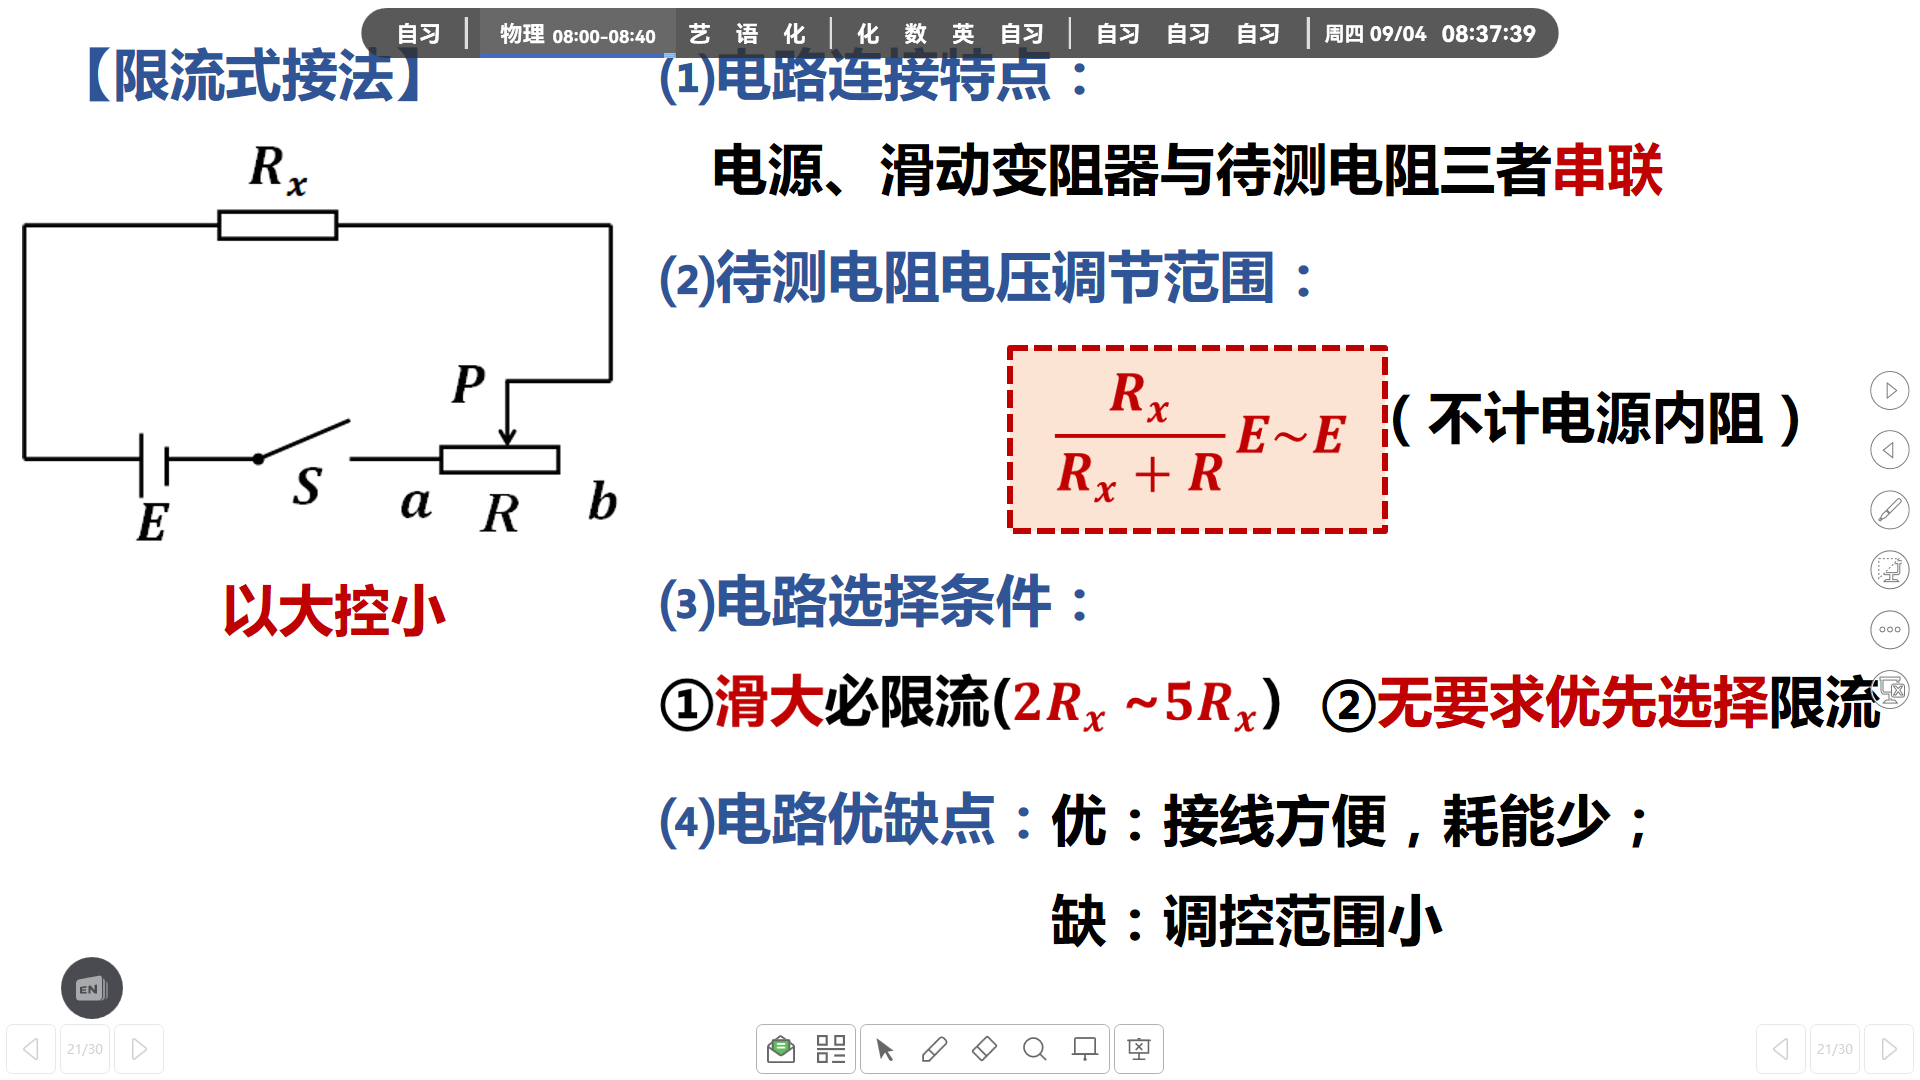 自习 | 物理 08:00-08:40 艺 语 化 | 化 数 英 自习 | 自习 自习 自习 | 周四 09/04 08:37:39
【限流式接法】
R_x
P
S
E
a R b
以大控小
⑴电路连接特点：
电源、滑动变阻器与待测电阻三者串联
⑵待测电阻电压调节范围：
R_x
R_x + R
E~E
（不计电源内阻）
⑶电路选择条件：
①滑大必限流(2R_x ~5R_x) ②无要求优先选择限流
⑷电路优缺点：优：接线方便，耗能少；
缺：调控范围小
EN
21/30
21/30